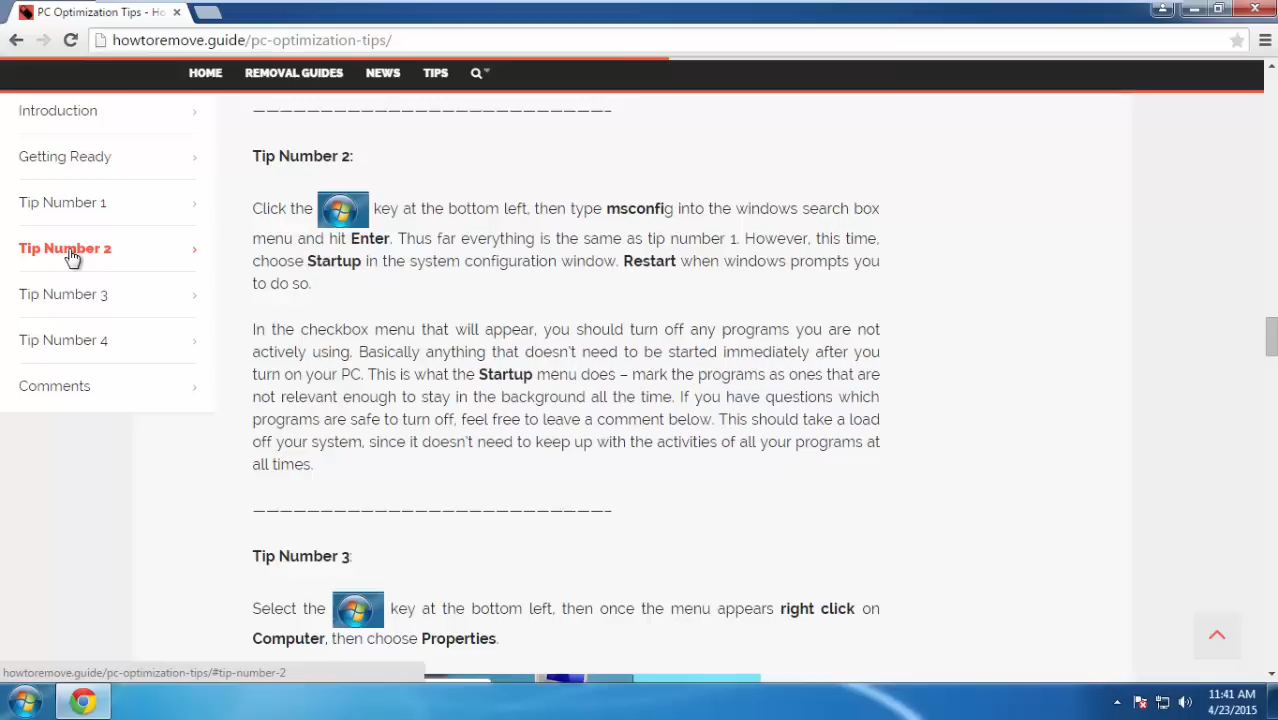 PC Optimization Tips - Ho
howtoremove.guide/pc-optimization-tips/
HOME REMOVAL GUIDES NEWS TIPS
Introduction
Getting Ready
Tip Number 1
Tip Number 2
Tip Number 3
Tip Number 4
Comments
————————————————————————————–
Tip Number 2:
Click the key at the bottom left, then type msconfig into the windows search box
menu and hit Enter. Thus far everything is the same as tip number 1. However, this time,
choose Startup in the system configuration window. Restart when windows prompts you
to do so.
In the checkbox menu that will appear, you should turn off any programs you are not
actively using. Basically anything that doesn't need to be started immediately after you
turn on your PC. This is what the Startup menu does – mark the programs as ones that are
not relevant enough to stay in the background all the time. If you have questions which
programs are safe to turn off, feel free to leave a comment below. This should take a load
off your system, since it doesn't need to keep up with the activities of all your programs at
all times.
————————————————————————————–
Tip Number 3:
Select the key at the bottom left, then once the menu appears right click on
Computer, then choose Properties.
howtoremove.guide/pc-optimization-tips/#tip-number-2
11:41 AM
4/23/2015